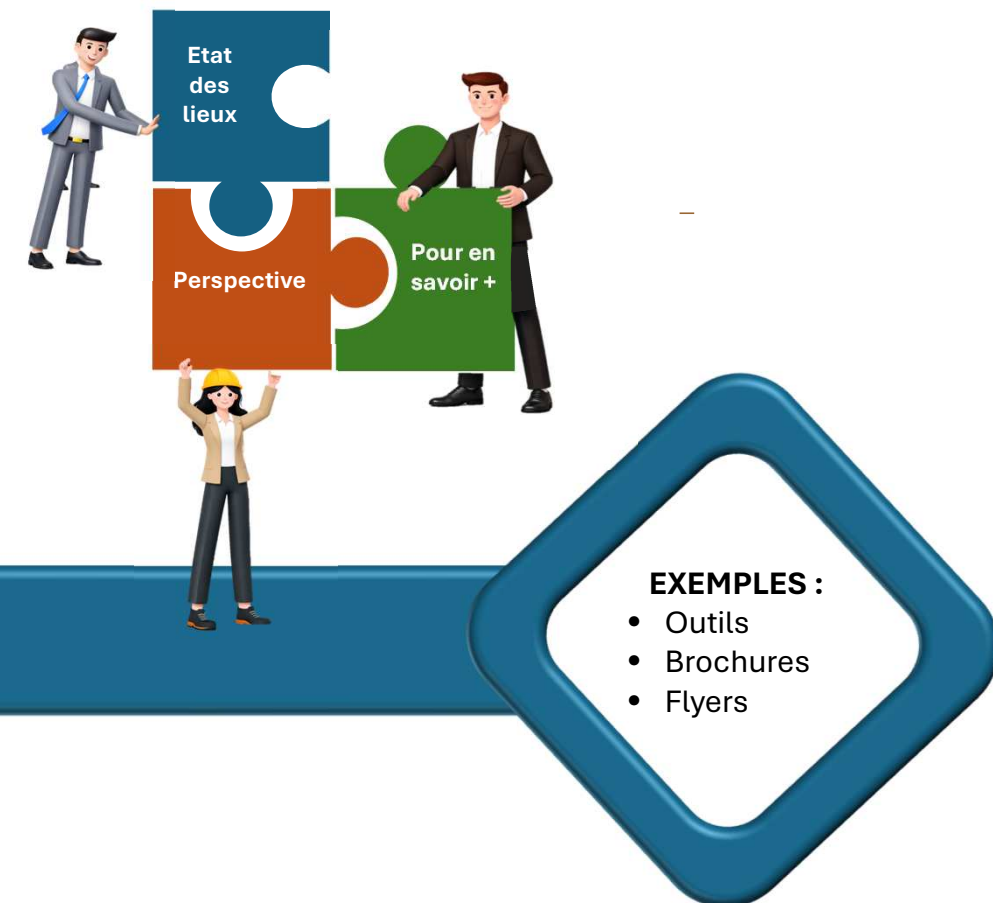 Etat
des
lieux
Perspective
Pour en
savoir +
EXEMPLES :
• Outils
• Brochures
• Flyers